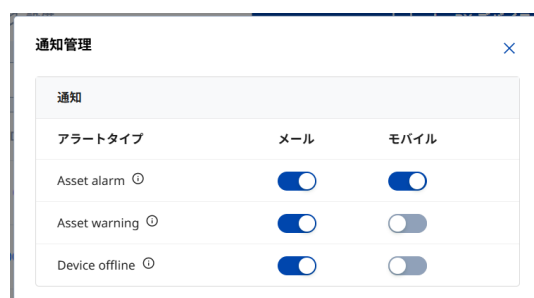 通知管理
通知
アラートタイプ メール モバイル
Asset alarm
Asset warning
Device offline